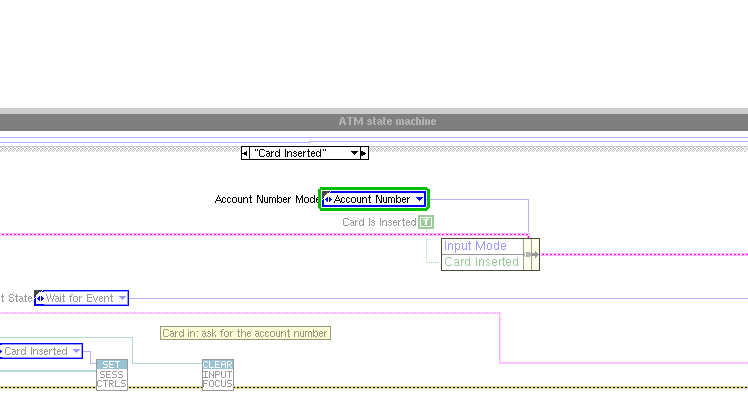 ATM state machine
"Card Inserted"
Account Number Mode
Account Number
Card Is Inserted
T
Input Mode
Card Inserted
t State
Wait for Event
Card in: ask for the account number
Card Inserted
SET
SESS
CTRLS
CLEAR
INPUT
FOCUS